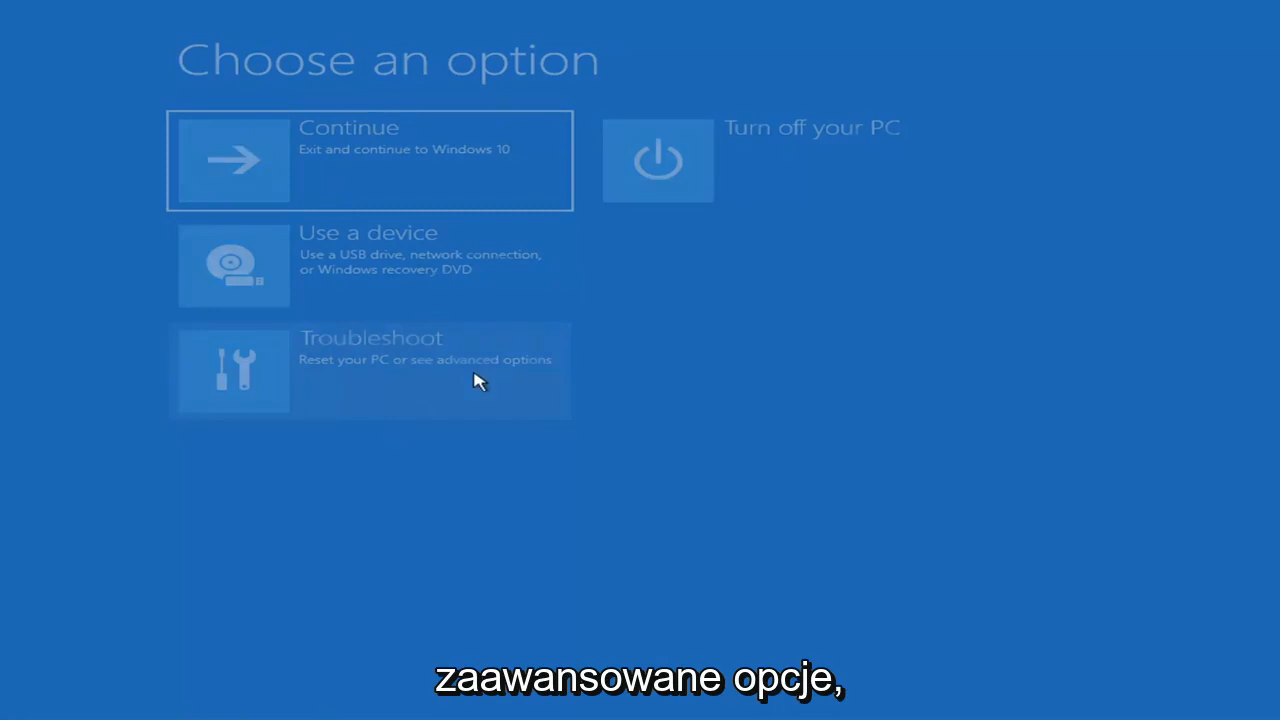 Choose an option
Continue
Exit and continue to Windows 10
Turn off your PC
Use a device
Use a USB drive, network connection,
or Windows recovery DVD
Troubleshoot
Reset your PC or see advanced options
zaawansowane opcje,